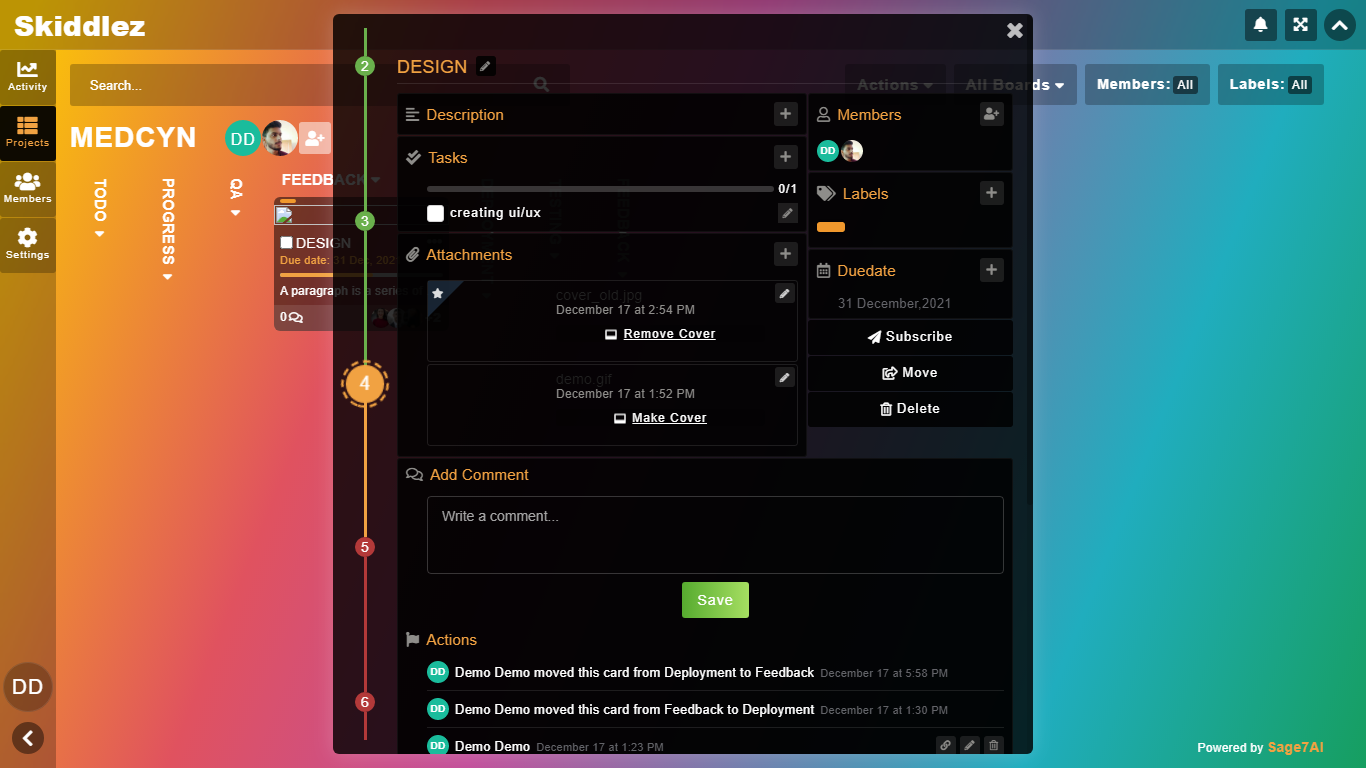 Skiddlez
Activity
Projects
Members
Settings
DD
Search...
Actions
All Boards
Members: All
Labels: All
MEDCYN
DD
TODO
PROGRESS
QA
FEEDBACK
DESIGN
Due date: 31 Dec, 202
A paragraph is a series of
0
2
3
4
5
6
DESIGN
Description
Tasks
0/1
creating ui/ux
Attachments
cover_old.jpg
December 17 at 2:54 PM
Remove Cover
demo.gif
December 17 at 1:52 PM
Make Cover
Members
DD
Labels
Duedate
31 December,2021
Subscribe
Move
Delete
Add Comment
Write a comment...
Save
Actions
DD Demo Demo moved this card from Deployment to Feedback December 17 at 5:58 PM
DD Demo Demo moved this card from Feedback to Deployment December 17 at 1:30 PM
DD Demo Demo December 17 at 1:23 PM
Powered by Sage7AI